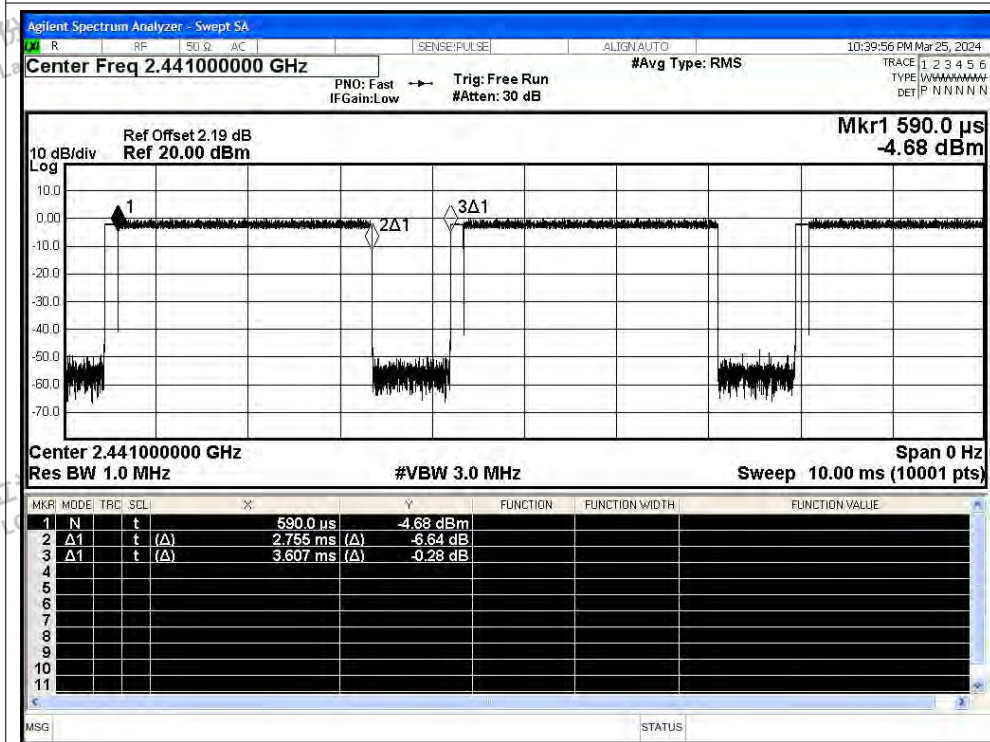 Agilent Spectrum Analyzer - Swept SA
R RF 50 Ω AC SENSE:PULSE ALIGN AUTO 10:39:56 PM Mar 25, 2024
Center Freq 2.441000000 GHz #Avg Type: RMS TRACE 1 2 3 4 5 6
PNO: Fast Trig: Free Run TYPE WWWWWW
IFGain:Low #Atten: 30 dB DET P N N N N N
Mkr1 590.0 µs
Ref Offset 2.19 dB
10 dB/div Ref 20.00 dBm -4.68 dBm
Log
10.0
1 3Δ1
0.00
2Δ1
-10.0
-20.0
-30.0
-40.0
-50.0
-60.0
-70.0
Center 2.441000000 GHz Span 0 Hz
Res BW 1.0 MHz #VBW 3.0 MHz Sweep 10.00 ms (10001 pts)
MKR MODE TRC SCL X Y FUNCTION FUNCTION WIDTH FUNCTION VALUE
1 N t 590.0 µs -4.68 dBm
2 Δ1 t (Δ) 2.755 ms (Δ) -6.64 dB
3 Δ1 t (Δ) 3.607 ms (Δ) -0.28 dB
4
5
6
7
8
9
10
11
MSG STATUS